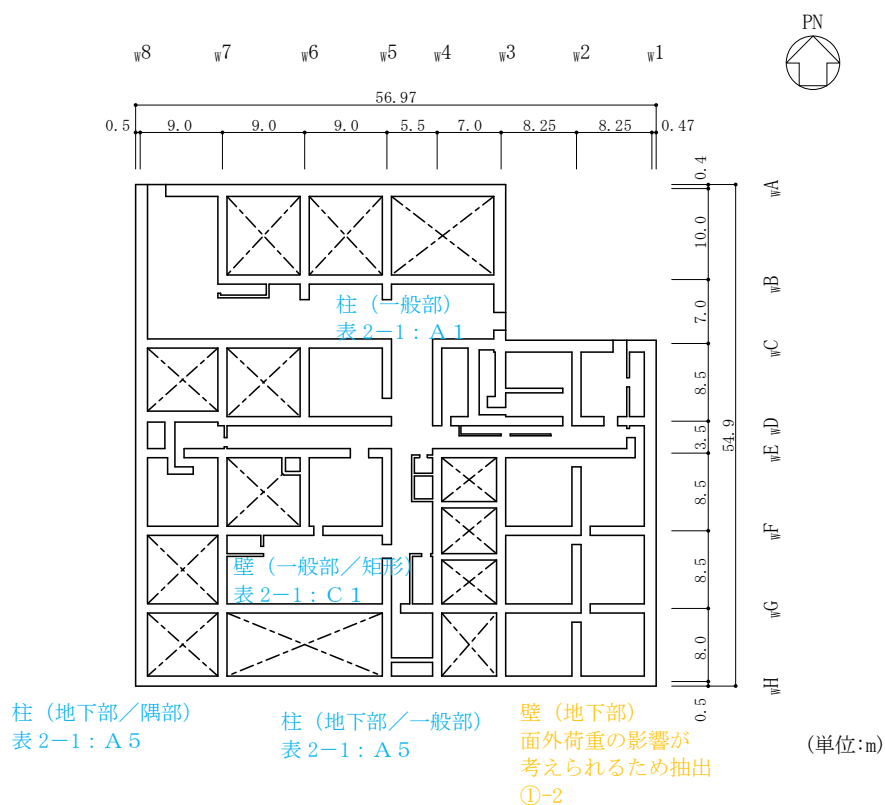 PN
W8 W7 W6 W5 W4 W3 W2 W1
56.97
0.5 9.0 9.0 9.0 5.5 7.0 8.25 8.25 0.47
0.4
WA
10.0
WB
7.0
WC
8.5
WD
3.5
WE
54.9
8.5
WF
8.5
WG
8.0
WH
0.5
柱（一般部）
表2－1：A1
壁（一般部／矩形）
表2－1：C1
柱（地下部／隅部）
表2－1：A5
柱（地下部／一般部）
表2－1：A5
壁（地下部）
面外荷重の影響が
考えられるため抽出
①-2
(単位:m)